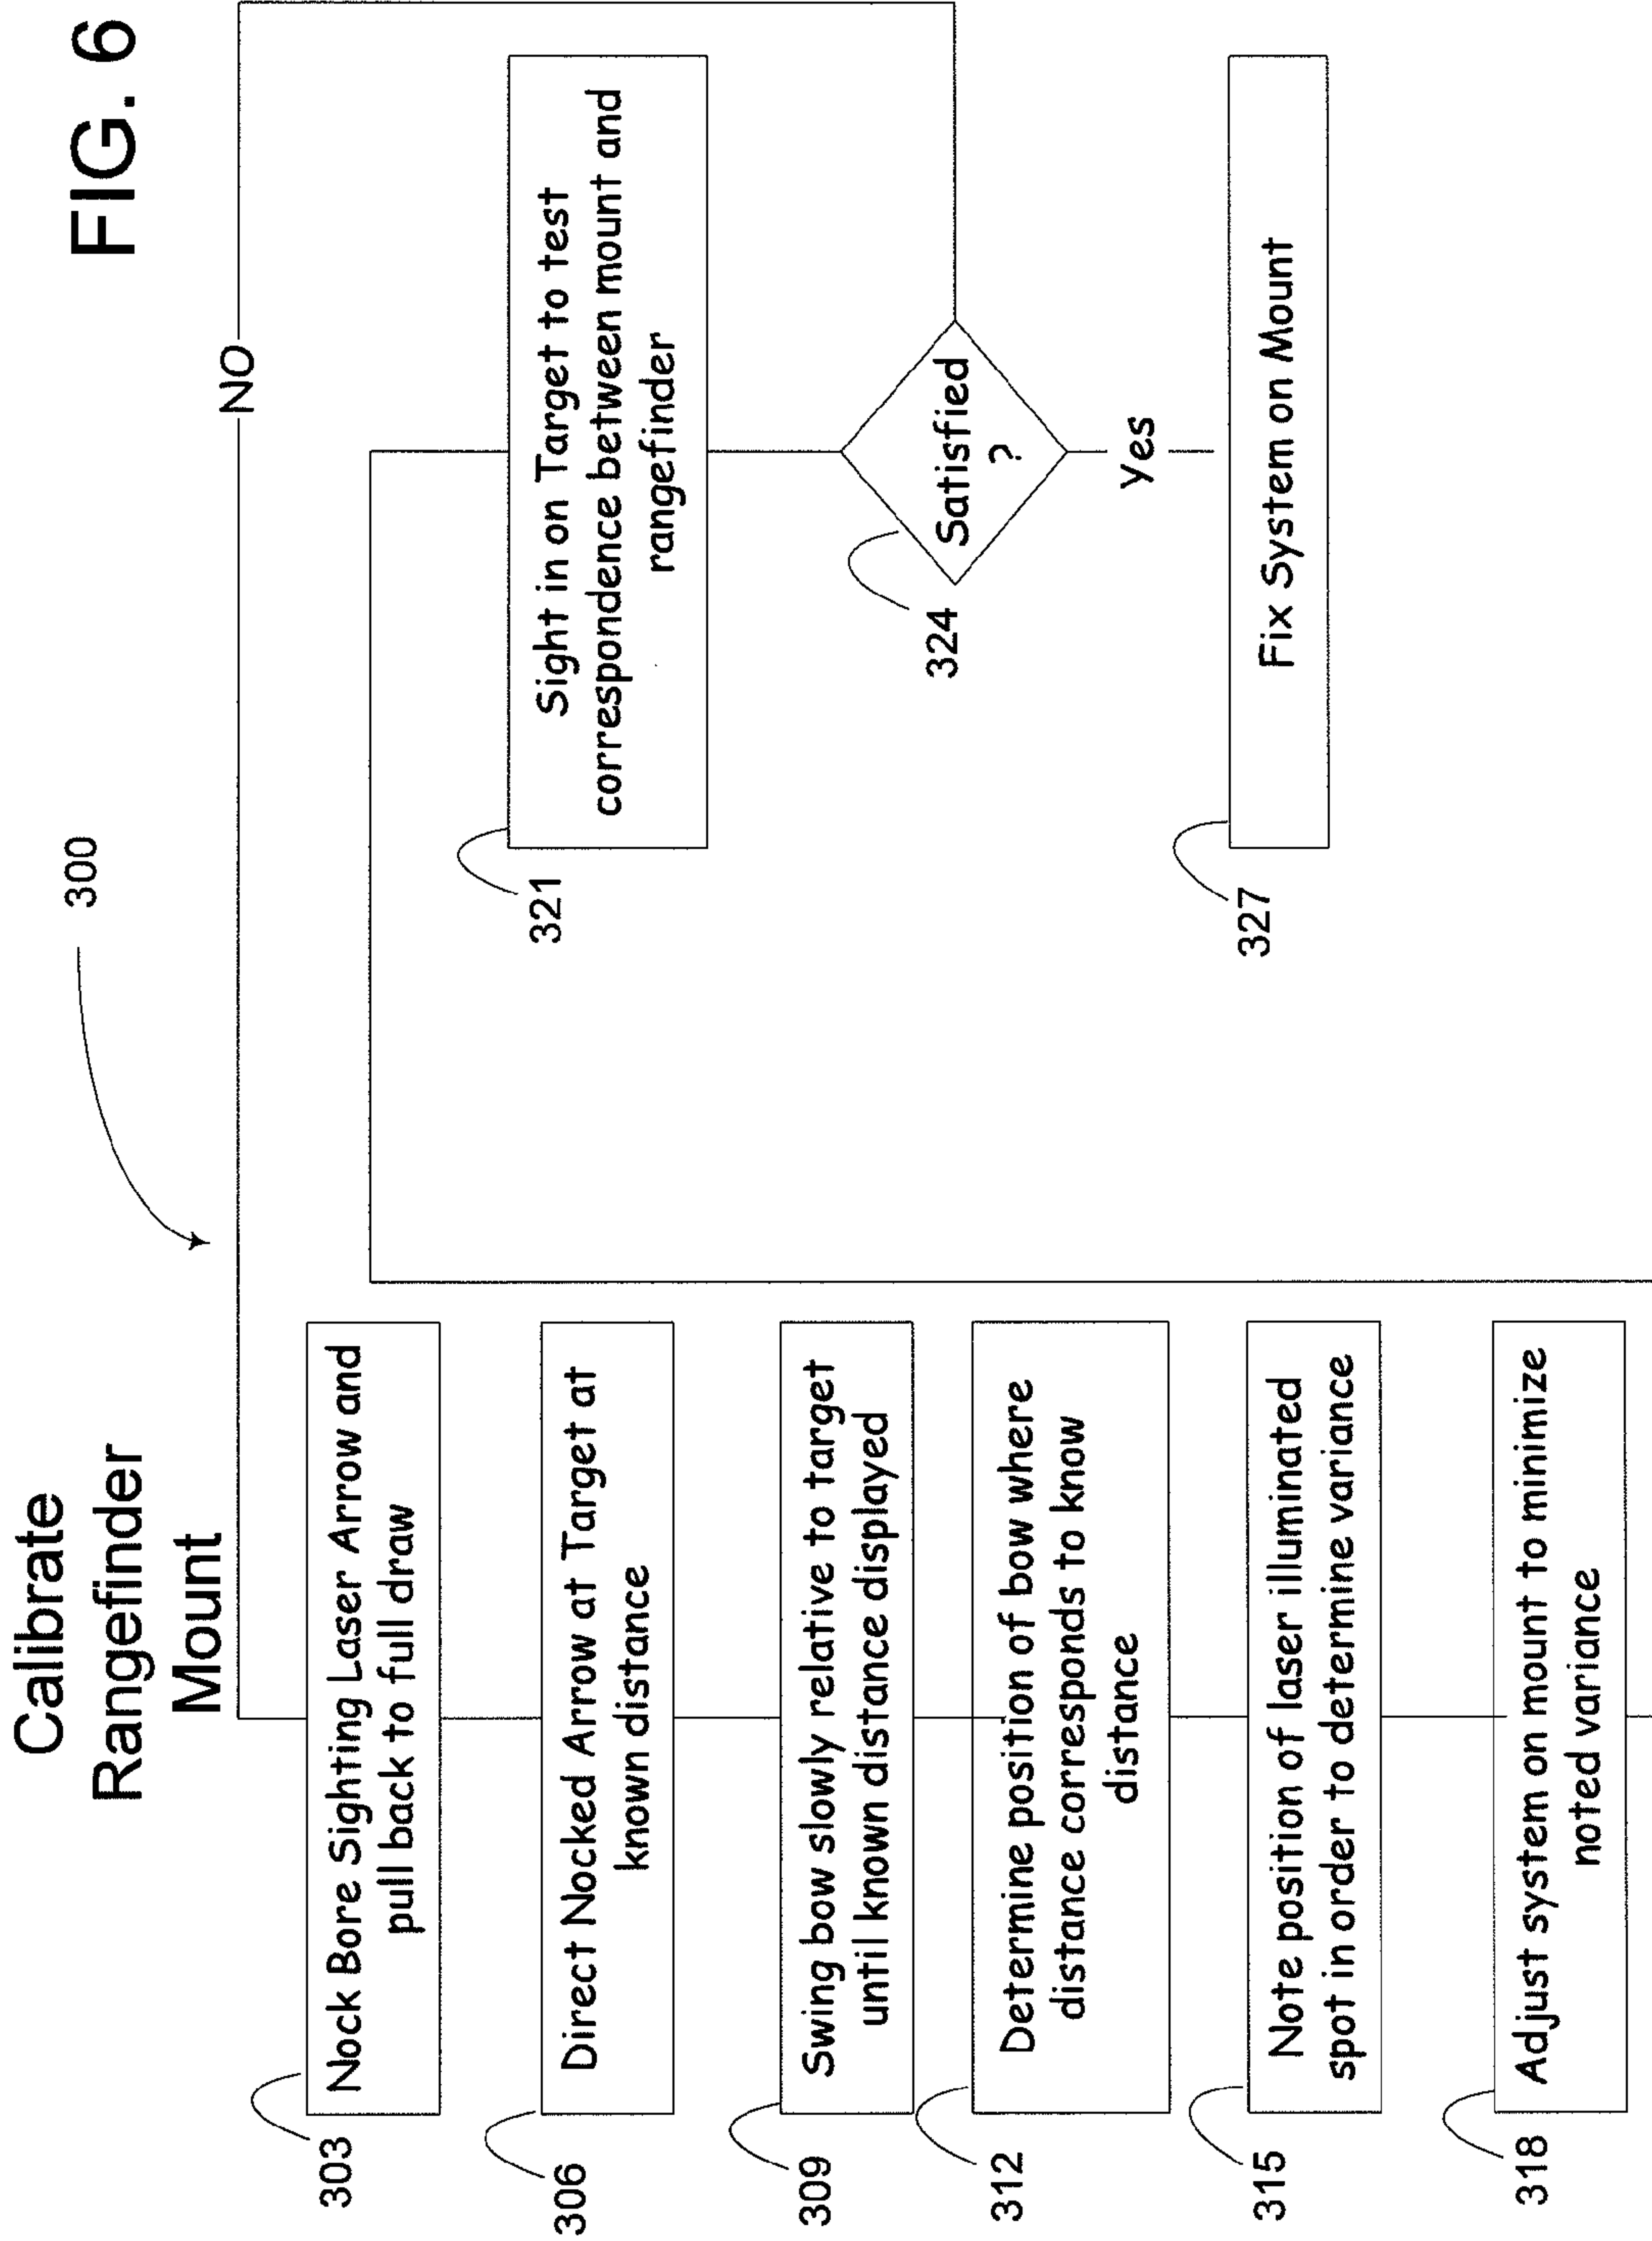 Calibrate
Rangefinder
Mount
300
FIG. 6
NO
303
Nock Bore Sighting Laser Arrow and
pull back to full draw
306
Direct Nocked Arrow at Target at
known distance
309
Swing bow slowly relative to target
until known distance displayed
312
Determine position of bow where
distance corresponds to know
distance
315
Note position of laser illuminated
spot in order to determine variance
318
Adjust system on mount to minimize
noted variance
321
Sight in on Target to test
correspondence between mount and
rangefinder
324
Satisfied
?
Yes
327
Fix System on Mount